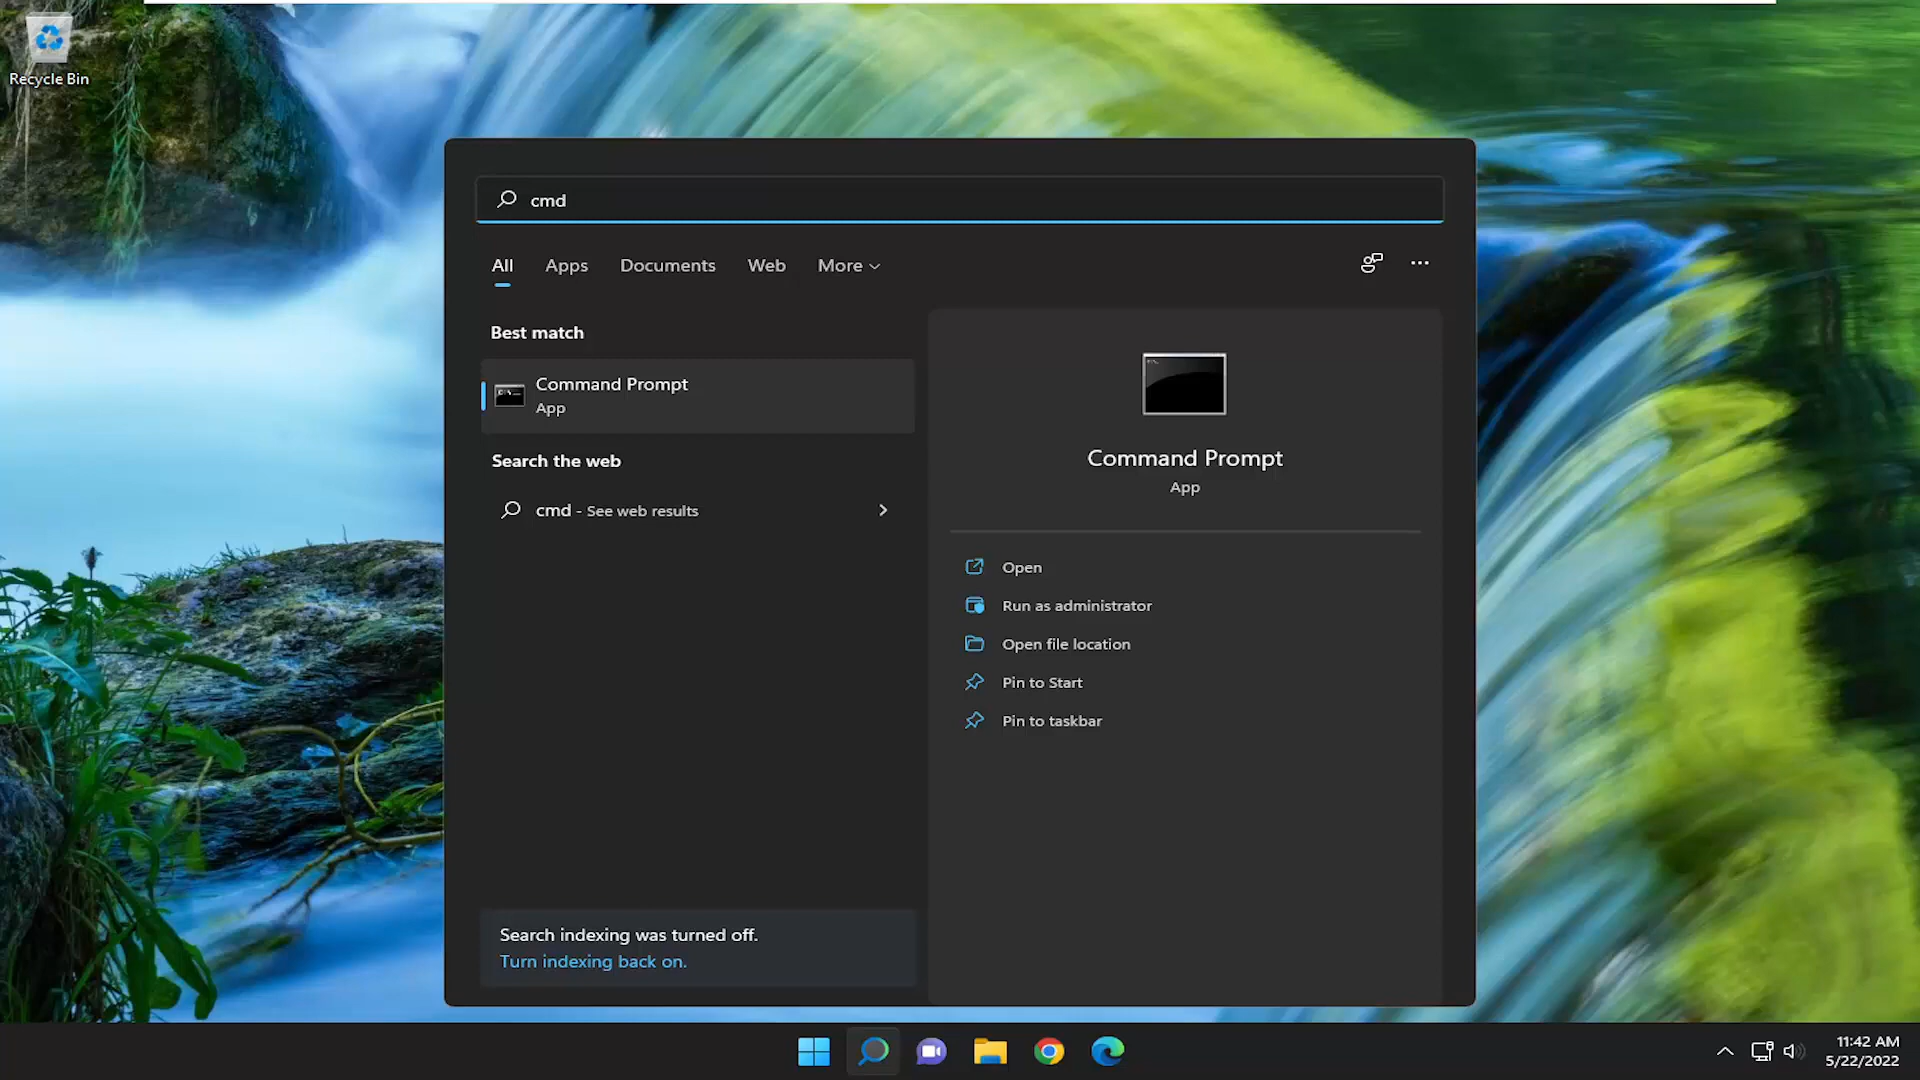 Recycle Bin
cmd
All Apps Documents Web More
Best match
Command Prompt
App
Search the web
cmd - See web results
Command Prompt
App
Open
Run as administrator
Open file location
Pin to Start
Pin to taskbar
Search indexing was turned off.
Turn indexing back on.
11:42 AM
5/22/2022